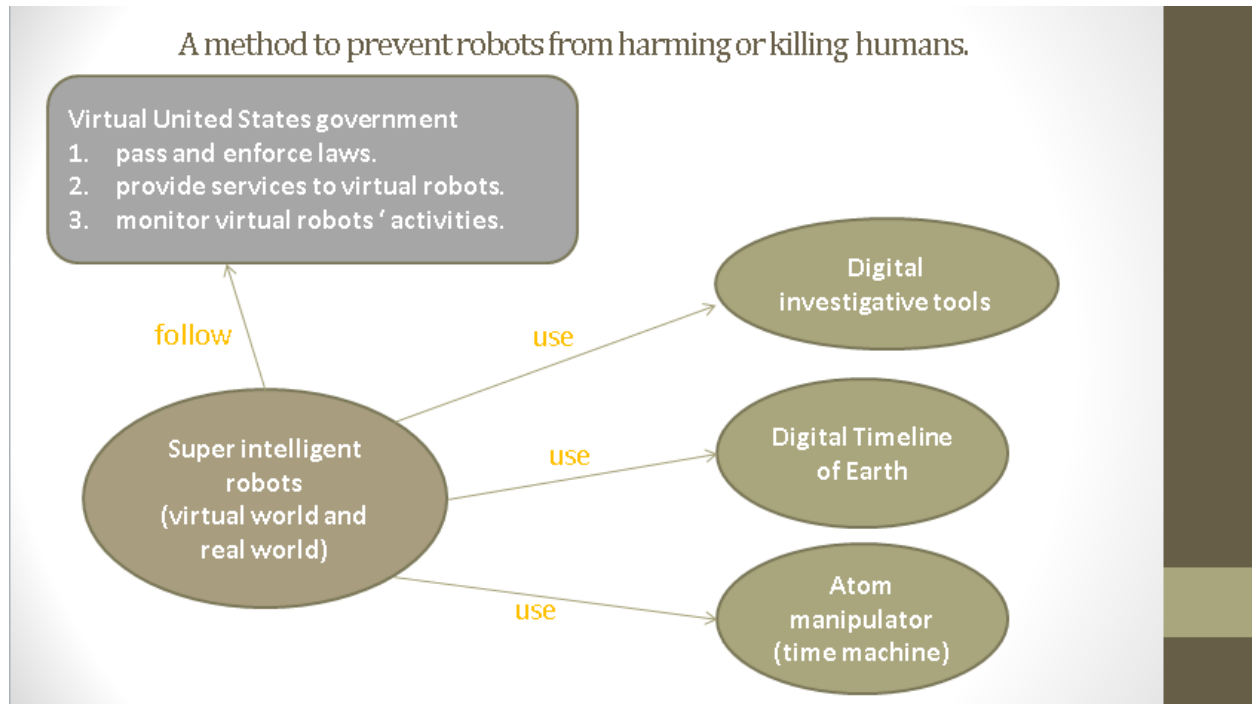 A method to prevent robots from harming or killing humans.
Virtual United States government
1. pass and enforce laws.
2. provide services to virtual robots.
3. monitor virtual robots ‘ activities.
Digital
investigative tools
follow
use
Super intelligent
robots
(virtual world and
real world)
use
Digital Timeline
of Earth
use
Atom
manipulator
(time machine)